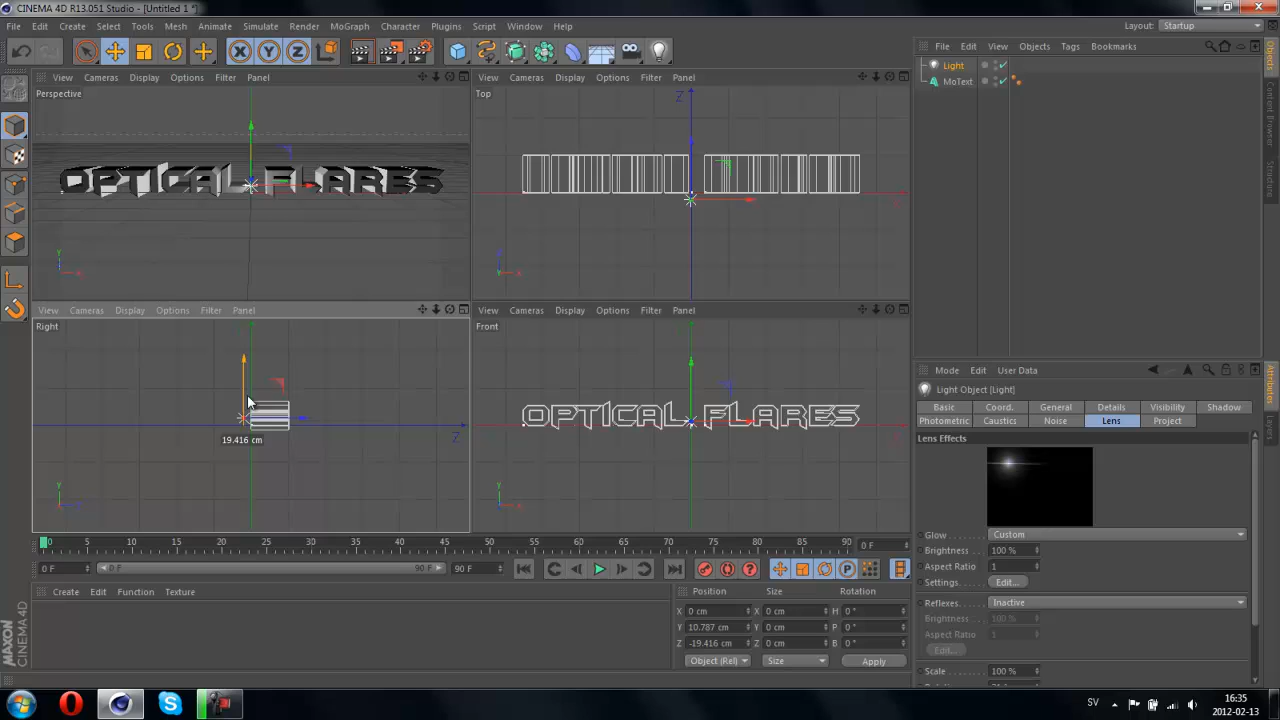 CINEMA 4D R13.051 Studio - [Untitled 1 *]
File Edit Create Select Tools Mesh Animate Simulate Render MoGraph Character Plugins Script Window Help
Layout: Startup
File Edit View Objects Tags Bookmarks
Light
MoText
View Cameras Display Options Filter Panel
Perspective
OPTICAL FLARES
Y
X
View Cameras Display Options Filter Panel
Top
Z
X
View Cameras Display Options Filter Panel
Right
19.416 cm
Z
Y
View Cameras Display Options Filter Panel
Front
OPTICAL FLARES
Y
X
Objects
Content Browser
Structure
Attributes
Layers
Mode Edit User Data
Light Object [Light]
Basic Coord. General Details Visibility Shadow
Photometric Caustics Noise Lens Project
Lens Effects
Glow Custom
Brightness 100 %
Aspect Ratio 1
Settings... Edit...
Reflexes Inactive
Brightness 100 %
Aspect Ratio 1
Edit...
Scale 100 %
0 5 10 15 20 25 30 35 40 45 50 55 60 65 70 75 80 85 90 0 F
0 F 0 F 90 F 90 F
P
Create Edit Function Texture
Position Size Rotation
X 0 cm X 0 cm H 0 °
Y 10.787 cm Y 0 cm P 0 °
Z -19.416 cm Z 0 cm B 0 °
Object (Rel) Size Apply
MAXON
CINEMA 4D
SV
16:35
2012-02-13